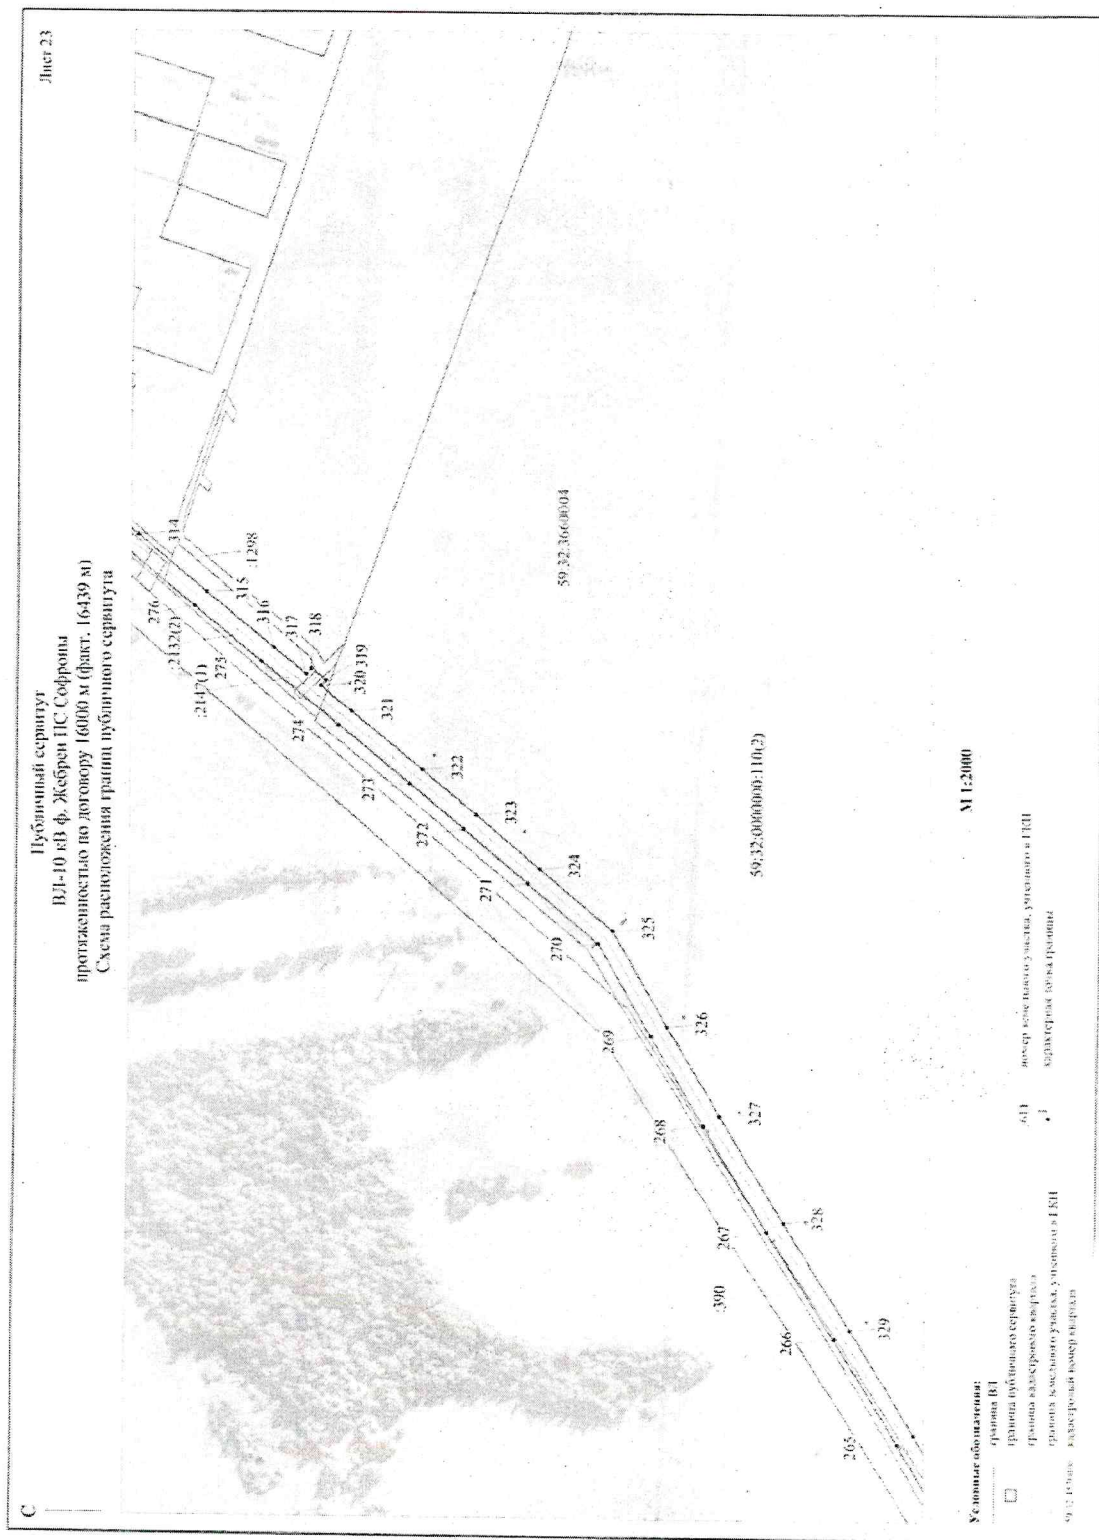 Лист 23
С
Публичный сервитут
ВЛ-10 кВ ф. Жебреи ПС Софроны
протяженностью по договору 16000 м (факт. 16439 м)
Схема расположения границ публичного сервитута
314
276
:2132(2)
275
:2147(1)
:1298
315
316
317
318
274
320 319
321
273
322
272
323
271
324
270
325
269
326
268
327
267
328
:390
266
329
265
59:32:3660004
59:32:0000000:110(2)
М 1:2000
Условные обозначения:
граница ВЛ
граница публичного сервитута
граница кадастрового квартала
граница земельного участка, учтенного в ГКН
кадастровый номер квартала
номер земельного участка, учтенного в ГКН
характерная точка границы